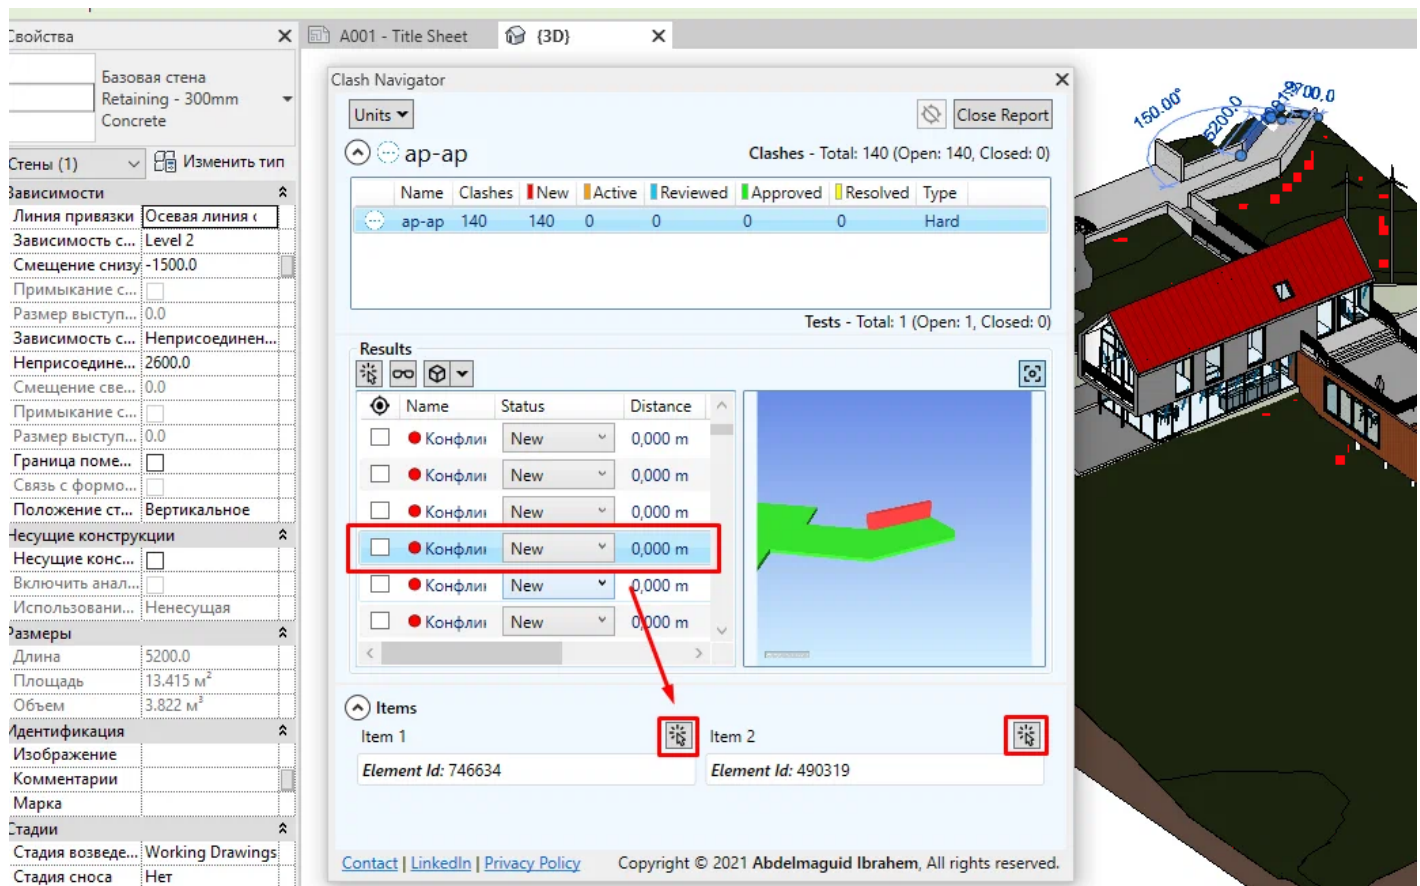 Свойства
Базовая стена
Retaining - 300mm
Concrete
Стены (1)
Изменить тип
Зависимости
Линия привязки Осевая линия (
Зависимость с... Level 2
Смещение снизу -1500.0
Примыкание с...
Размер выступ... 0.0
Зависимость с... Неприсоединен...
Неприсоедине... 2600.0
Смещение све... 0.0
Примыкание с...
Размер выступ... 0.0
Граница поме...
Связь с формо...
Положение ст... Вертикальное
Несущие конструкции
Несущие конс...
Включить анал...
Использовани... Ненесущая
Размеры
Длина 5200.0
Площадь 13.415 м²
Объем 3.822 м³
Идентификация
Изображение
Комментарии
Марка
Стадии
Стадия возведе... Working Drawings
Стадия сноса Нет
A001 - Title Sheet {3D}
Clash Navigator
Units Close Report
ap-ap Clashes - Total: 140 (Open: 140, Closed: 0)
Name Clashes New Active Reviewed Approved Resolved Type
ap-ap 140 140 0 0 0 0 Hard
Tests - Total: 1 (Open: 1, Closed: 0)
Results
Name Status Distance
Конфлик New 0,000 m
Конфлик New 0,000 m
Конфлик New 0,000 m
Конфлик New 0,000 m
Конфлик New 0,000 m
Конфлик New 0,000 m
Items
Item 1 Item 2
Element Id: 746634 Element Id: 490319
Contact | LinkedIn | Privacy Policy Copyright © 2021 Abdelmaguid Ibrahem, All rights reserved.
150.00°
5200.0